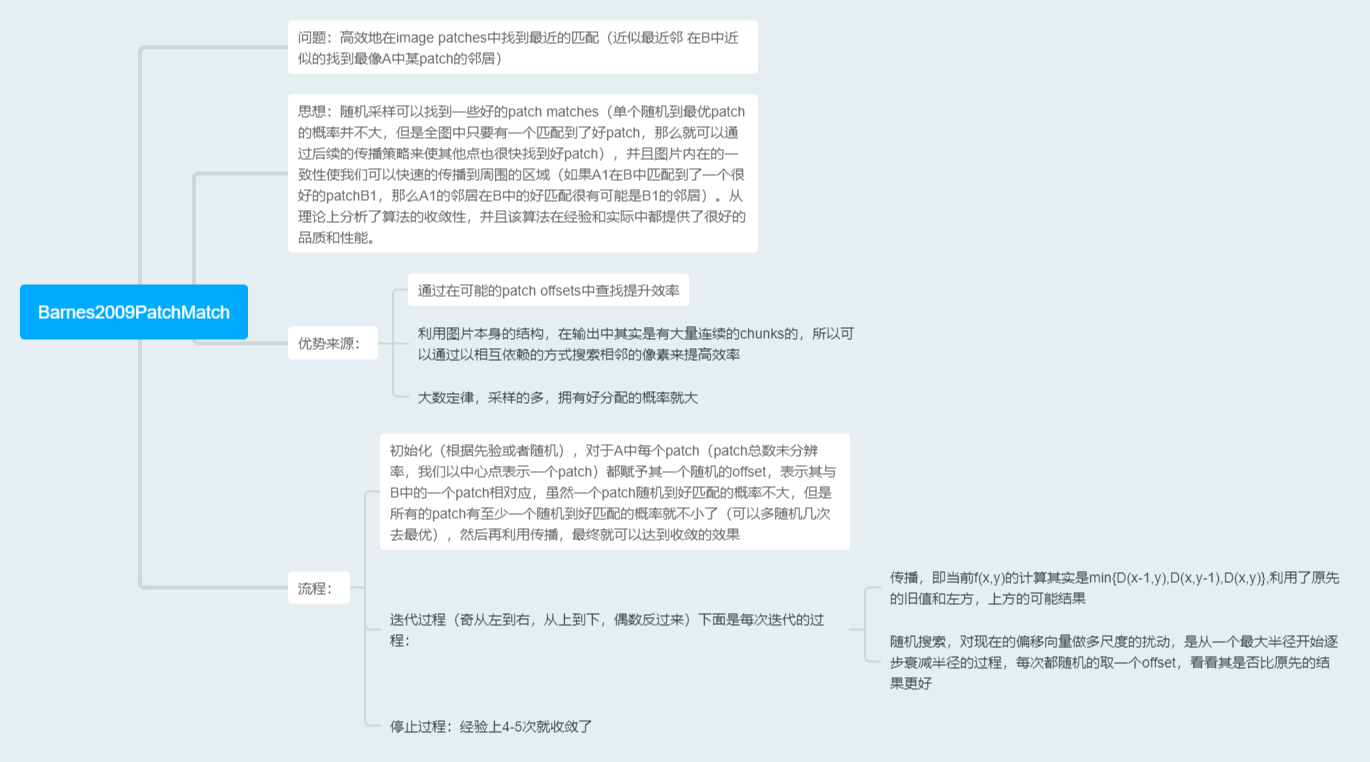 Barnes2009PatchMatch
问题：高效地在image patches中找到最近的匹配（近似最近邻 在B中近
似的找到最像A中某patch的邻居）
思想：随机采样可以找到一些好的patch matches（单个随机到最优patch
的概率并不大，但是全图中只要有一个匹配到了好patch，那么就可以通
过后续的传播策略来使其他点也很快找到好patch），并且图片内在的一
致性使我们可以快速的传播到周围的区域（如果A1在B中匹配到了一个很
好的patchB1，那么A1的邻居在B中的好匹配很有可能是B1的邻居）。从
理论上分析了算法的收敛性，并且该算法在经验和实际中都提供了很好的
品质和性能。
优势来源：
通过在可能的patch offsets中查找提升效率
利用图片本身的结构，在输出中其实是有大量连续的chunks的，所以可
以通过以相互依赖的方式搜索相邻的像素来提高效率
大数定律，采样的多，拥有好分配的概率就大
流程：
初始化（根据先验或者随机），对于A中每个patch（patch总数未分辨
率，我们以中心点表示一个patch）都赋予其一个随机的offset，表示其与
B中的一个patch相对应，虽然一个patch随机到好匹配的概率不大，但是
所有的patch有至少一个随机到好匹配的概率就不小了（可以多随机几次
去最优），然后再利用传播，最终就可以达到收敛的效果
迭代过程（奇从左到右，从上到下，偶数反过来）下面是每次迭代的过
程：
传播，即当前f(x,y)的计算其实是min{D(x-1,y),D(x,y-1),D(x,y)},利用了原先
的旧值和左方，上方的可能结果
随机搜索，对现在的偏移向量做多尺度的扰动，是从一个最大半径开始逐
步衰减半径的过程，每次都随机的取一个offset，看看其是否比原先的结
果更好
停止过程：经验上4-5次就收敛了